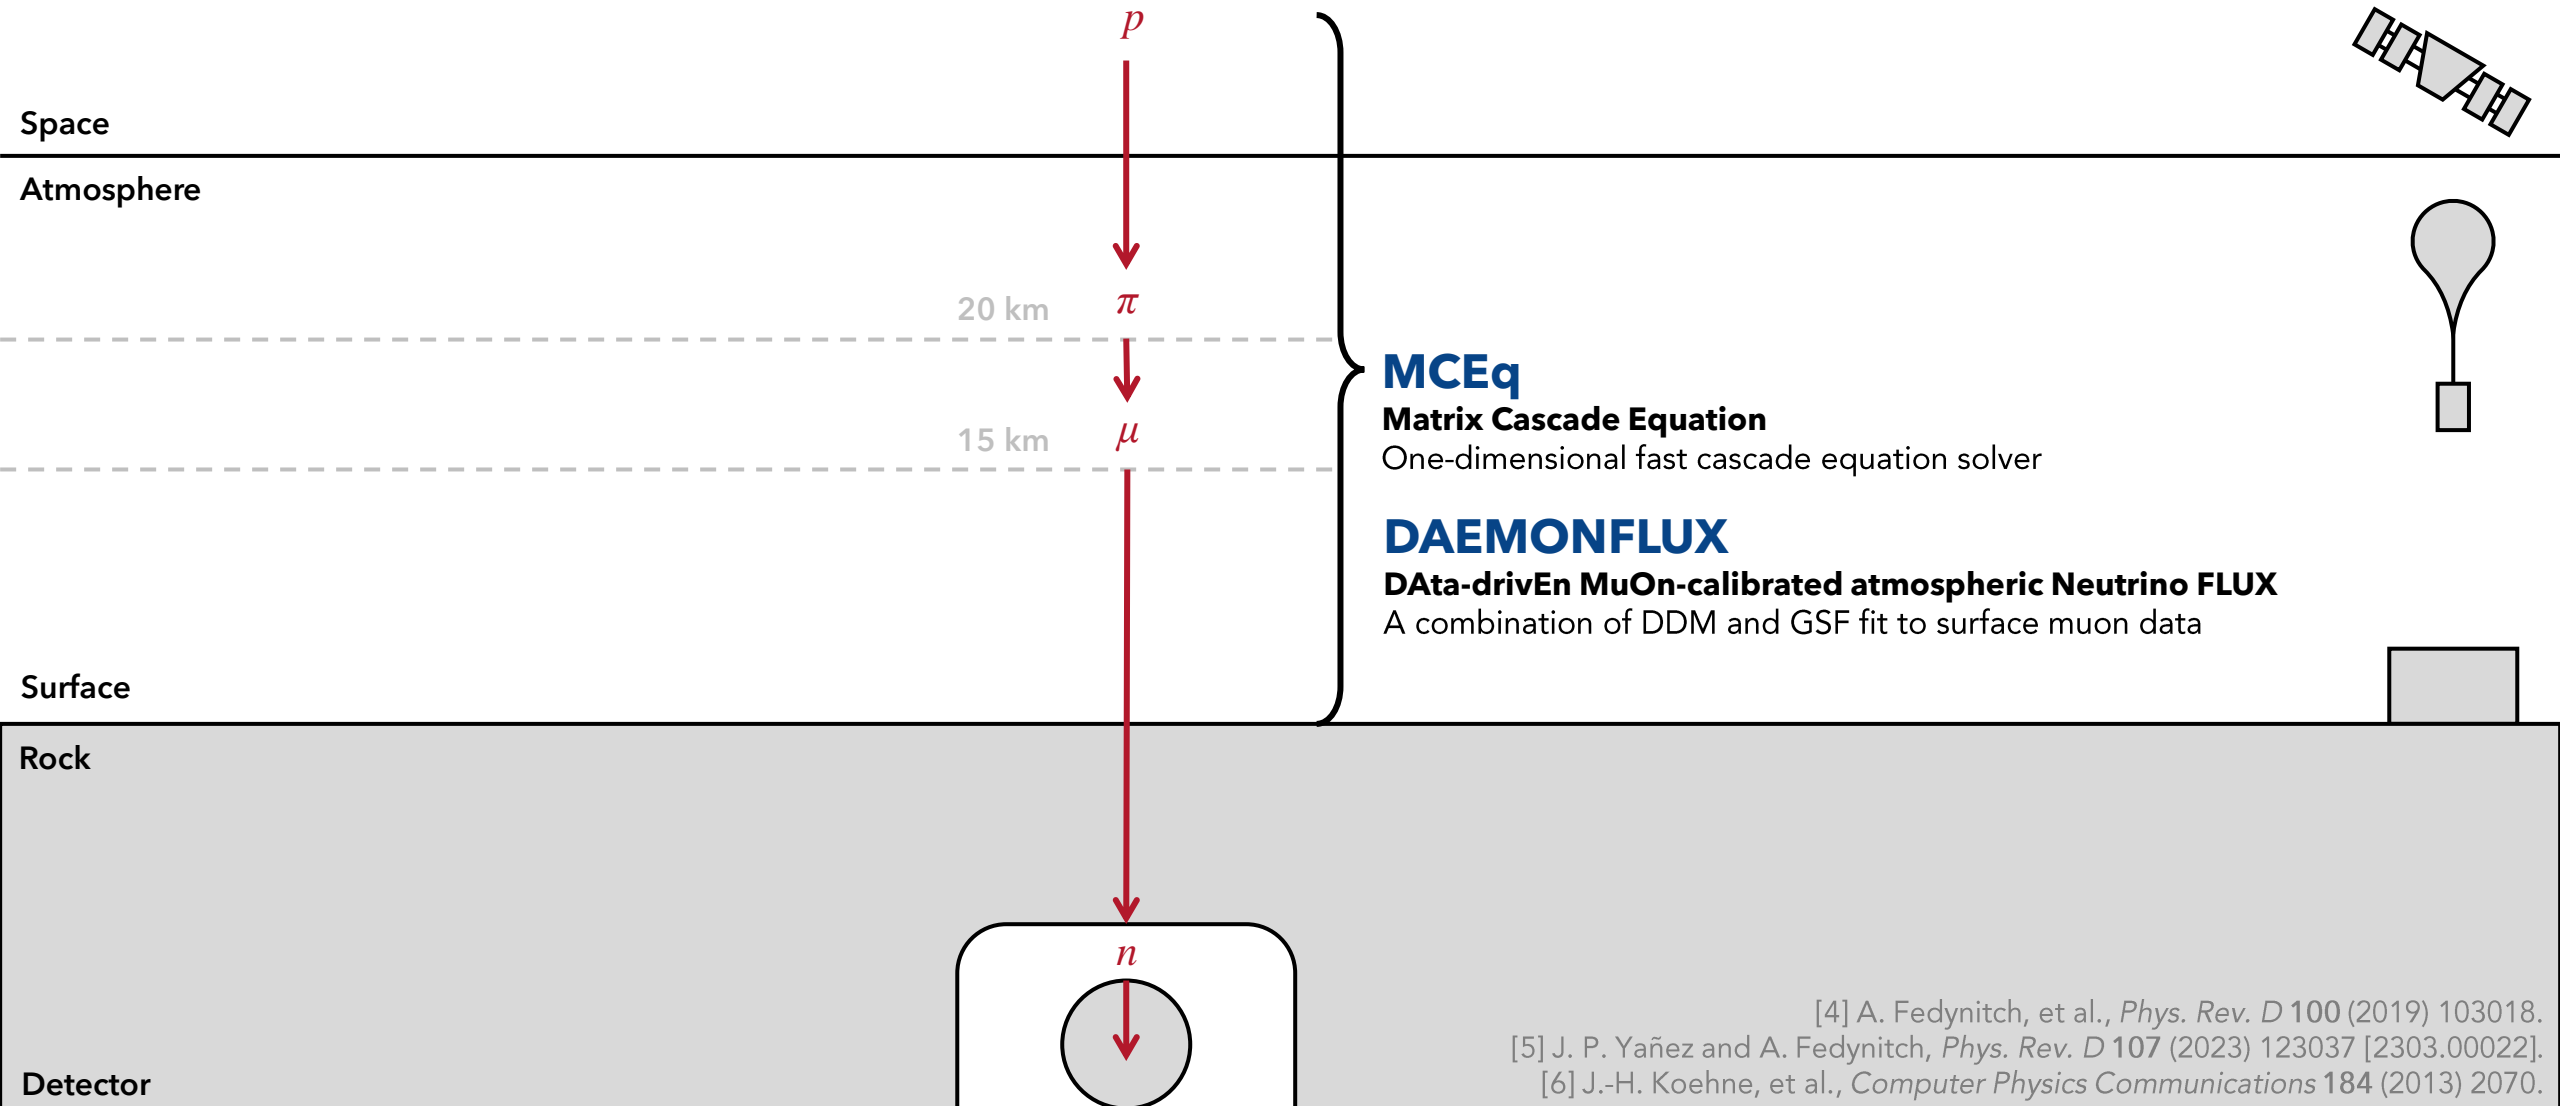 p
Space
Atmosphere
20 km
π
15 km
μ
MCEq
Matrix Cascade Equation
One-dimensional fast cascade equation solver
DAEMONFLUX
DAta-drivEn MuOn-calibrated atmospheric Neutrino FLUX
A combination of DDM and GSF fit to surface muon data
Surface
Rock
n
[4] A. Fedynitch, et al., Phys. Rev. D 100 (2019) 103018.
[5] J. P. Yañez and A. Fedynitch, Phys. Rev. D 107 (2023) 123037 [2303.00022].
[6] J.-H. Koehne, et al., Computer Physics Communications 184 (2013) 2070.
Detector